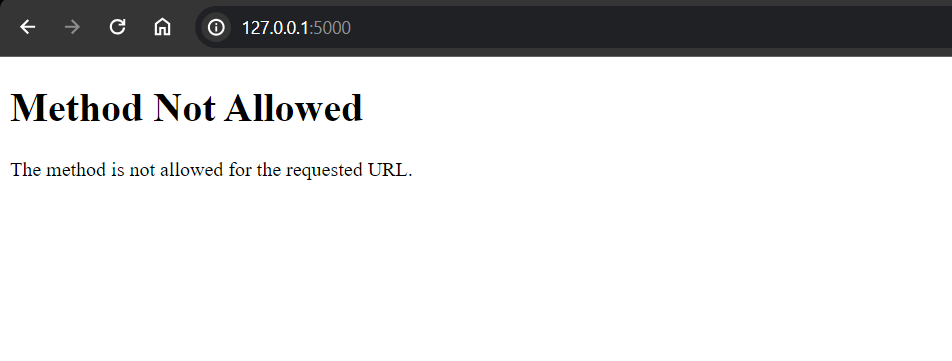 127.0.0.1:5000
Method Not Allowed
The method is not allowed for the requested URL.